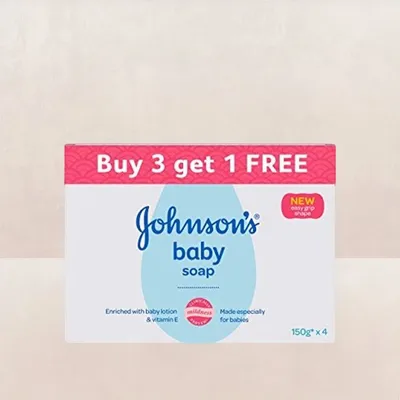 Buy 3 get 1 FREE
NEW
easy grip
shape
Johnson's®
baby
soap
Enriched with baby lotion
& vitamin E
mildness
Made especially
for babies
150g* x 4